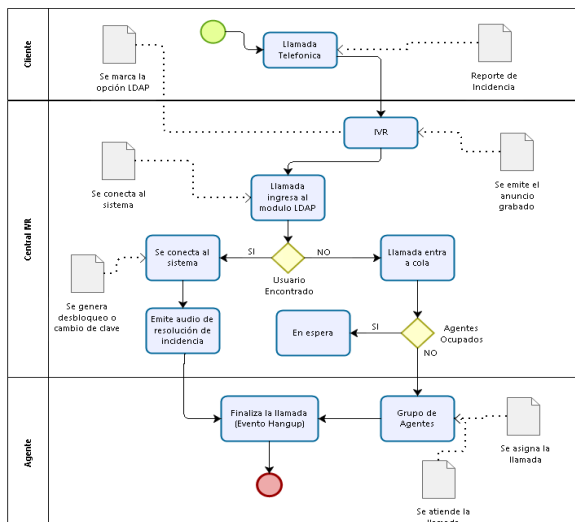 Cliente
Llamada
Telefonica
Se marca la
opción LDAP
Reporte de
Incidencia
Central IVR
IVR
Se conecta al
sistema
Llamada
ingresa al
modulo LDAP
Se emite el
anuncio
grabado
Se conecta al
sistema
SI
NO
Usuario
Encontrado
Llamada entra
a cola
Se genera
desbloqueo o
cambio de clave
Emite audio de
resolución de
incidencia
En espera
SI
Agentes
Ocupados
NO
Agente
Finaliza la llamada
(Evento Hangup)
Grupo de
Agentes
Se asigna la
llamada
Se atiende la
llamada